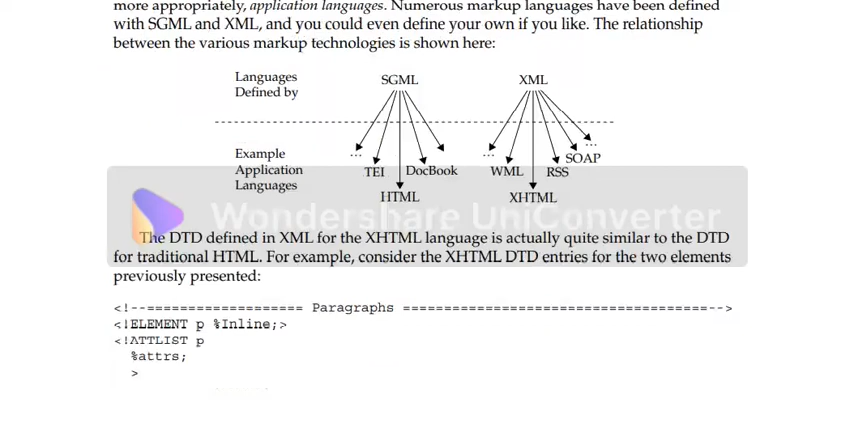 more appropriately, application languages. Numerous markup languages have been defined
with SGML and XML, and you could even define your own if you like. The relationship
between the various markup technologies is shown here:
Languages
Defined by
SGML
XML
Example
Application
Languages
...
TEI
HTML
DocBook
...
WML
XHTML
RSS
SOAP
...
Wondershare UniConverter
The DTD defined in XML for the XHTML language is actually quite similar to the DTD
for traditional HTML. For example, consider the XHTML DTD entries for the two elements
previously presented:
<!--==================== Paragraphs =======================================-->
<!ELEMENT p %Inline;>
<!ATTLIST p
%attrs;
>